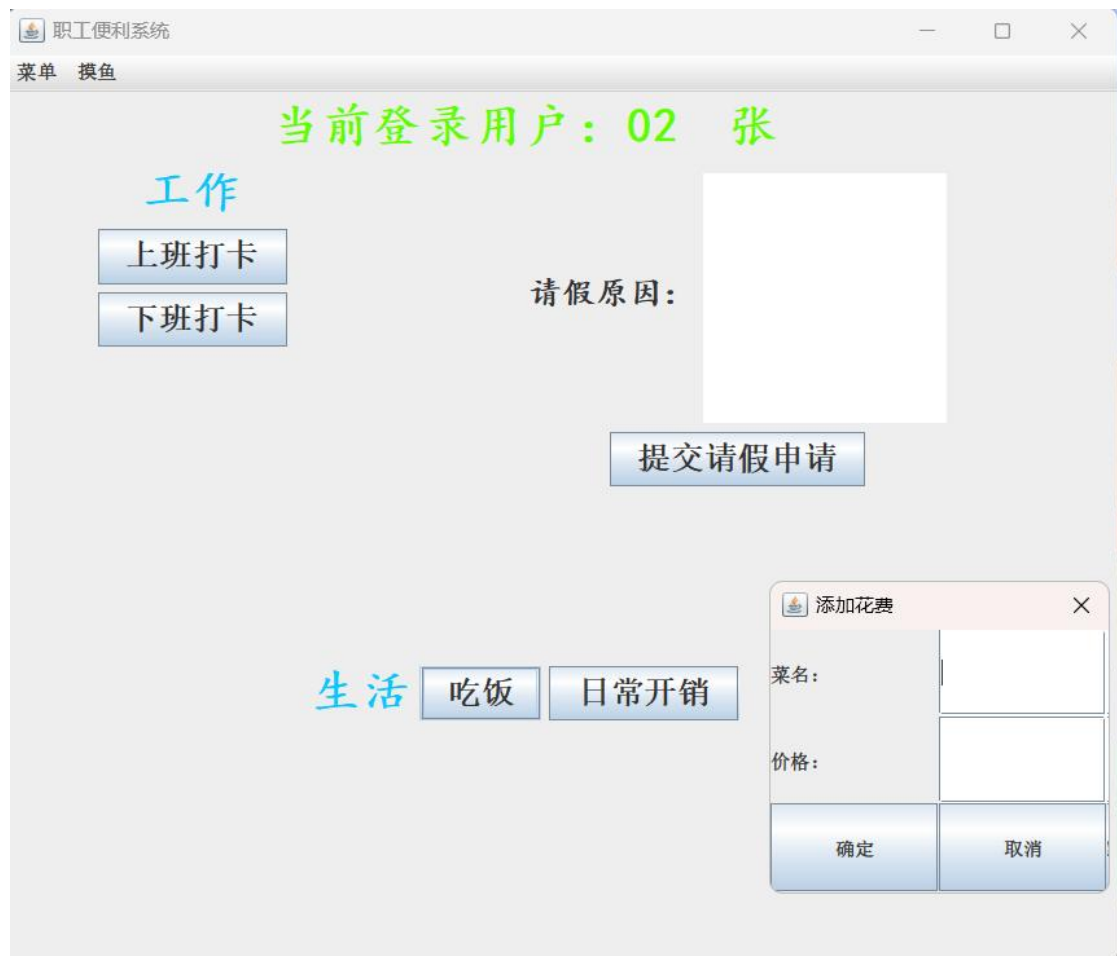 职工便利系统
菜单 摸鱼
当前登录用户：02 张
工作
上班打卡
下班打卡
请假原因：
提交请假申请
生活 吃饭 日常开销
添加花费
菜名：
价格：
确定 取消